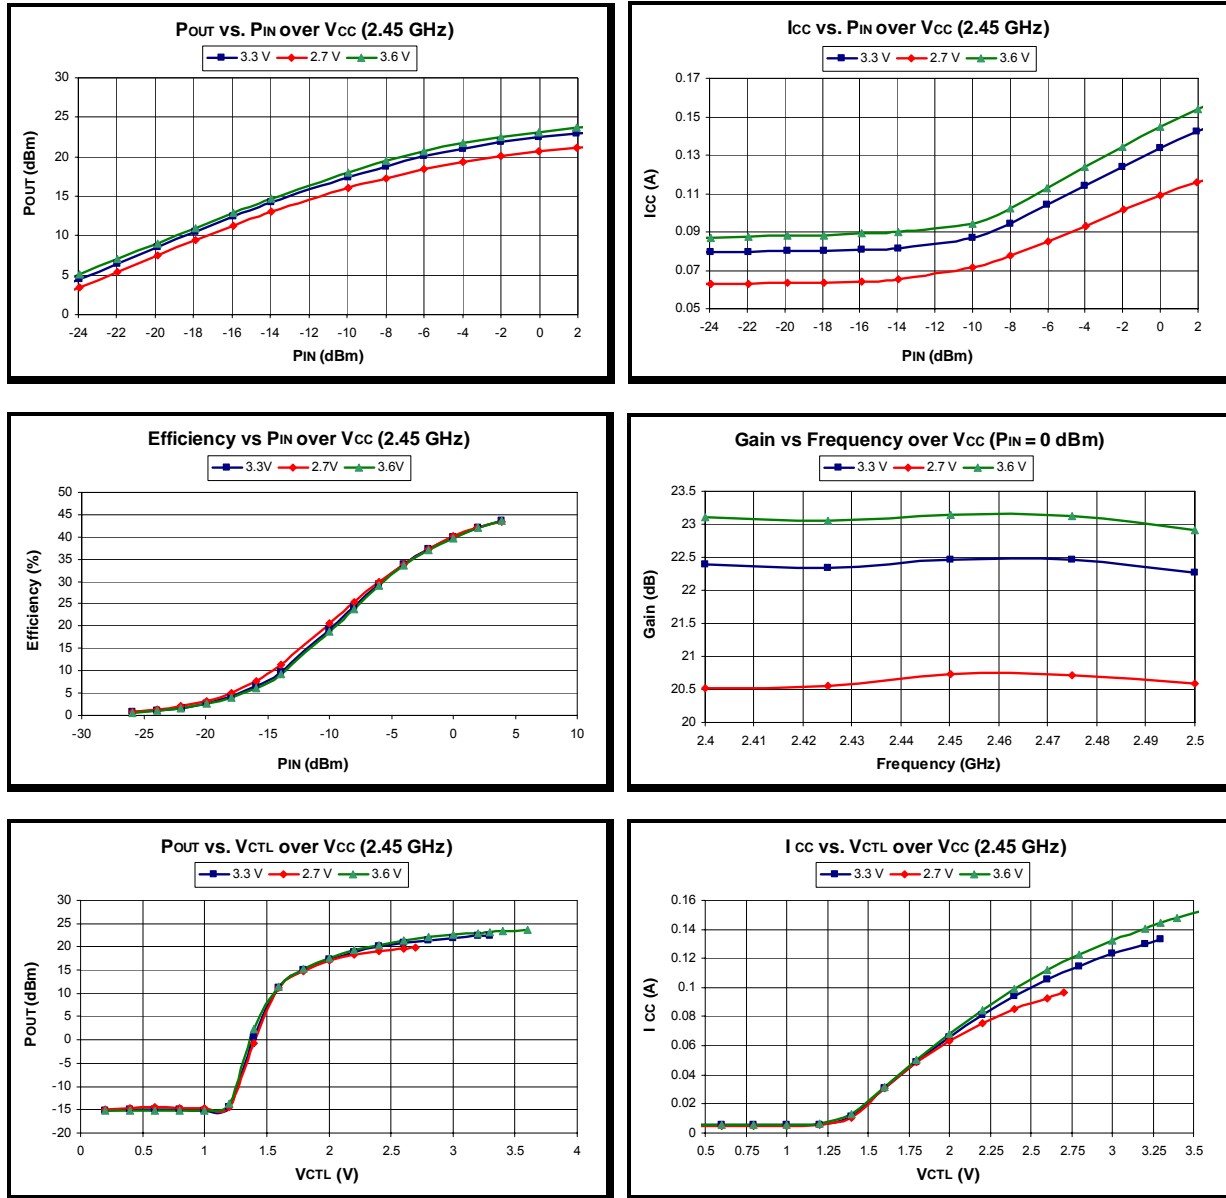 POUT vs. PIN over VCC (2.45 GHz)
3.3 V 2.7 V 3.6 V
POUT (dBm)
30
25
20
15
10
5
0
-24 -22 -20 -18 -16 -14 -12 -10 -8 -6 -4 -2 0 2
PIN (dBm)
ICC vs. PIN over VCC (2.45 GHz)
3.3 V 2.7 V 3.6 V
ICC (A)
0.17
0.15
0.13
0.11
0.09
0.07
0.05
-24 -22 -20 -18 -16 -14 -12 -10 -8 -6 -4 -2 0 2
PIN (dBm)
Efficiency vs PIN over VCC (2.45 GHz)
3.3V 2.7V 3.6V
Efficiency (%)
50
45
40
35
30
25
20
15
10
5
0
-30 -25 -20 -15 -10 -5 0 5 10
PIN (dBm)
Gain vs Frequency over VCC (PIN = 0 dBm)
3.3 V 2.7 V 3.6 V
Gain (dB)
23.5
23
22.5
22
21.5
21
20.5
20
2.4 2.41 2.42 2.43 2.44 2.45 2.46 2.47 2.48 2.49 2.5
Frequency (GHz)
POUT vs. VCTL over VCC (2.45 GHz)
3.3 V 2.7 V 3.6 V
POUT (dBm)
30
25
20
15
10
5
0
-5
-10
-15
-20
0 0.5 1 1.5 2 2.5 3 3.5 4
VCTL (V)
I CC vs. VCTL over VCC (2.45 GHz)
3.3 V 2.7 V 3.6 V
I CC (A)
0.16
0.14
0.12
0.1
0.08
0.06
0.04
0.02
0
0.5 0.75 1 1.25 1.5 1.75 2 2.25 2.5 2.75 3 3.25 3.5
VCTL (V)